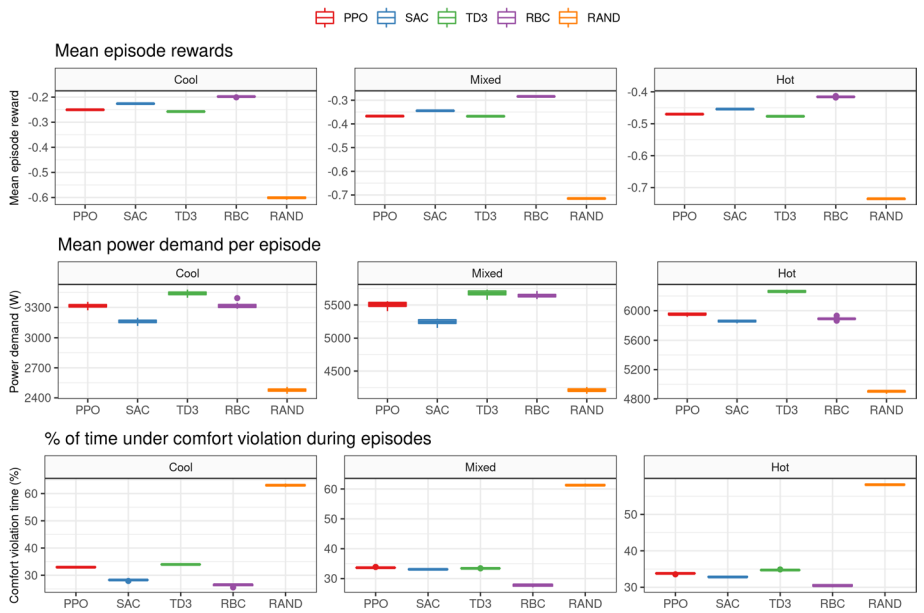 PPO SAC TD3 RBC RAND
Mean episode rewards
Cool Mixed Hot
Mean episode reward
-0.2
-0.3
-0.4
-0.5
-0.6
-0.3
-0.4
-0.5
-0.6
-0.7
-0.4
-0.5
-0.6
-0.7
PPO SAC TD3 RBC RAND PPO SAC TD3 RBC RAND PPO SAC TD3 RBC RAND
Mean power demand per episode
Cool Mixed Hot
Power demand (W)
3300
3000
2700
2400
5500
5000
4500
6000
5600
5200
4800
PPO SAC TD3 RBC RAND PPO SAC TD3 RBC RAND PPO SAC TD3 RBC RAND
% of time under comfort violation during episodes
Cool Mixed Hot
Comfort violation time (%)
60
50
40
30
60
50
40
30
50
40
30
PPO SAC TD3 RBC RAND PPO SAC TD3 RBC RAND PPO SAC TD3 RBC RAND